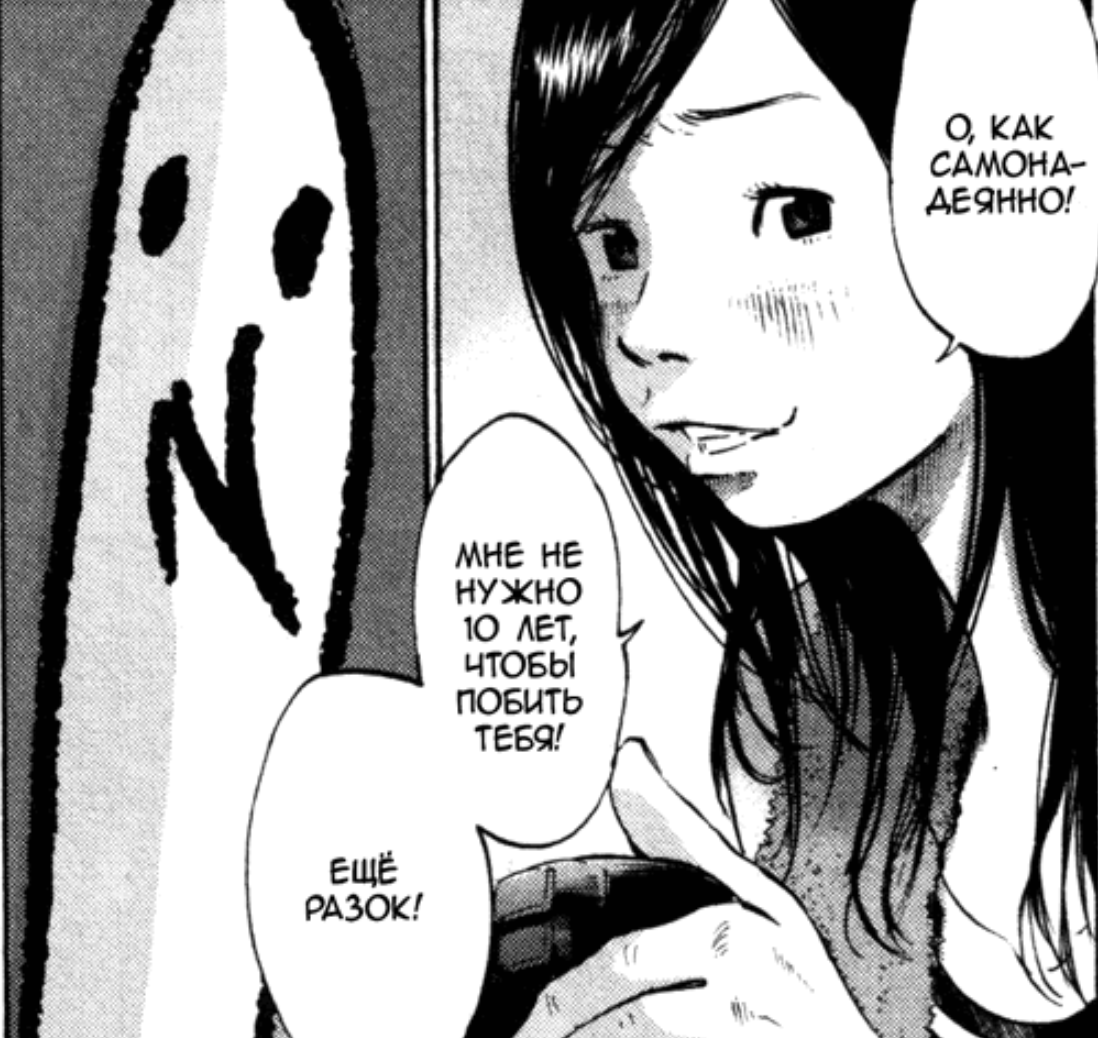 О, КАК
САМОНА-
ДЕЯННО!
МНЕ НЕ
НУЖНО
10 ЛЕТ,
ЧТОБЫ
ПОБИТЬ
ТЕБЯ!
ЕЩЁ
РАЗОК!